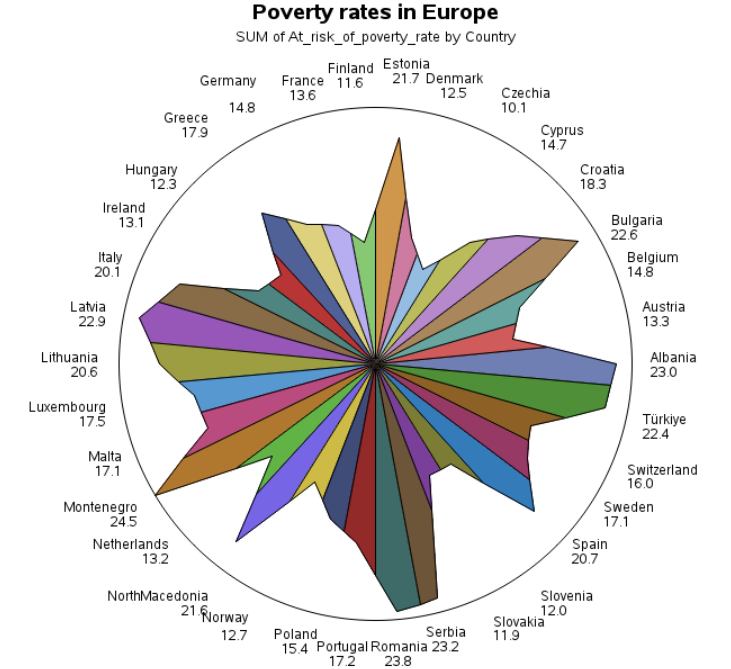 Poverty rates in Europe
SUM of At_risk_of_poverty_rate by Country
Estonia
21.7
Denmark
12.5
Czechia
10.1
Cyprus
14.7
Croatia
18.3
Bulgaria
22.6
Belgium
14.8
Austria
13.3
Albania
23.0
Türkiye
22.4
Switzerland
16.0
Sweden
17.1
Spain
20.7
Slovenia
12.0
Slovakia
11.9
Serbia
23.2
Romania
23.8
Portugal
17.2
Poland
15.4
Norway
12.7
NorthMacedonia
21.6
Netherlands
13.2
Montenegro
24.5
Malta
17.1
Luxembourg
17.5
Lithuania
20.6
Latvia
22.9
Italy
20.1
Ireland
13.1
Hungary
12.3
Greece
17.9
Germany
14.8
France
13.6
Finland
11.6